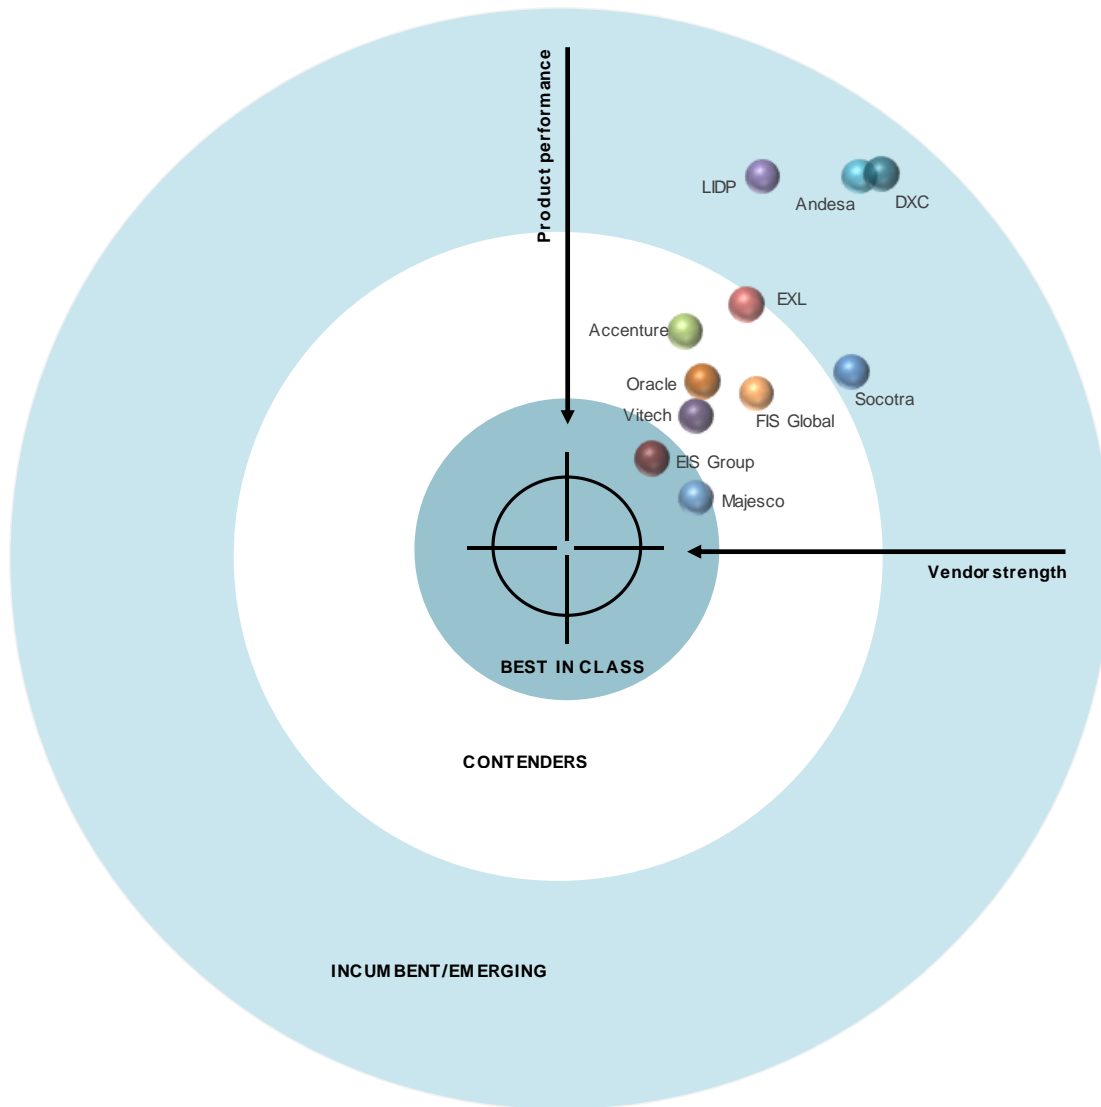 Product performance
LIDP
Andesa
DXC
EXL
Accenture
Socotra
Oracle
FIS Global
Vitech
EIS Group
Majesco
Vendor strength
BEST IN CLASS
CONTENDERS
INCUMBENT/EMERGING